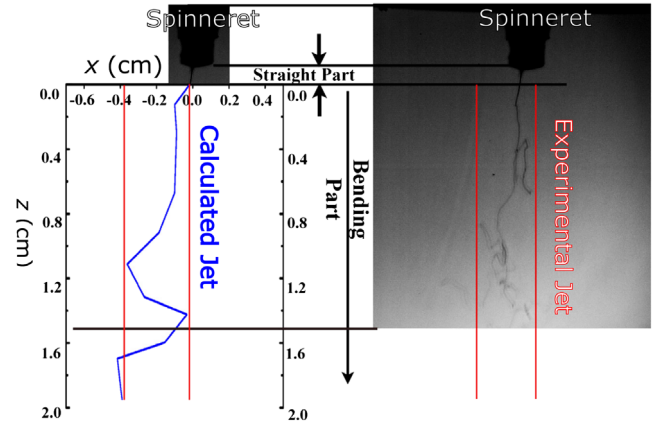 Spinneret
Spinneret
x (cm)
Straight Part
0.0
-0.6 -0.4 -0.2 0.0 0.2 0.4
0.0
0.4
0.8
1.2
1.6
2.0
z (cm)
Calculated Jet
0.4
0.8
1.2
1.6
2.0
Bending
Part
Experimental Jet